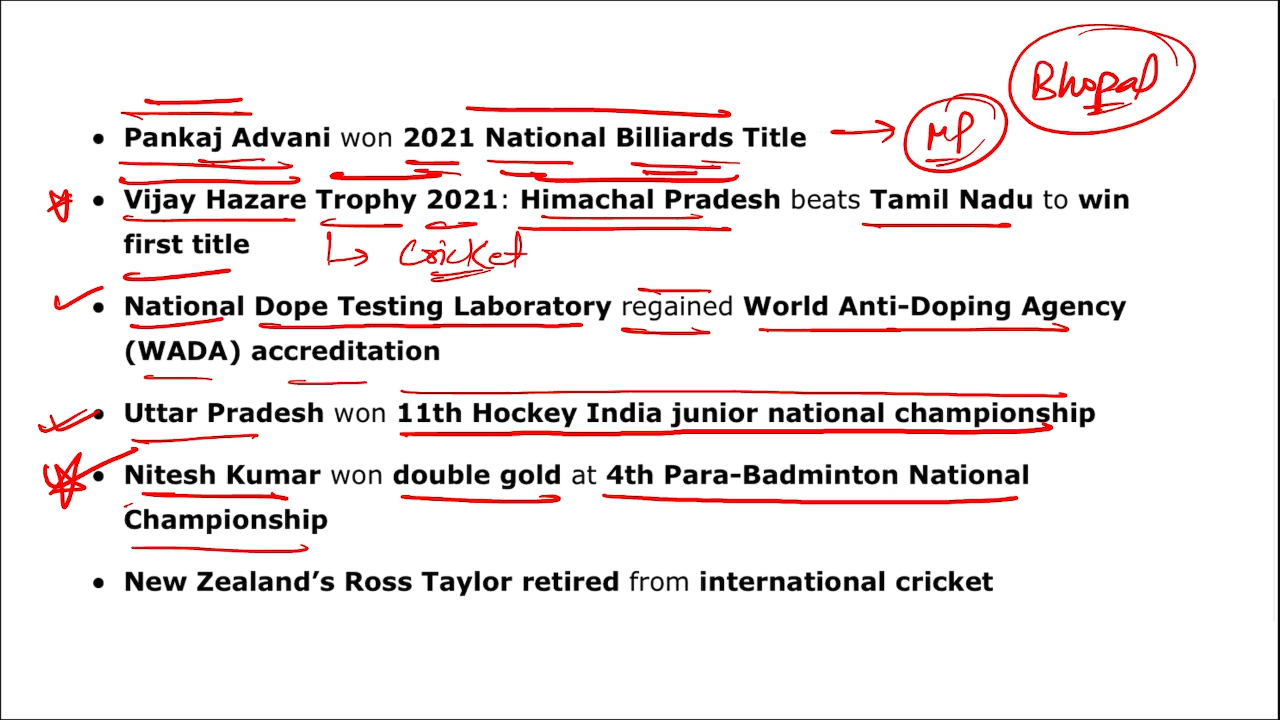 Bhopal
• Pankaj Advani won 2021 National Billiards Title → MP
• Vijay Hazare Trophy 2021: Himachal Pradesh beats Tamil Nadu to win
first title
↳ Cricket
• National Dope Testing Laboratory regained World Anti-Doping Agency
(WADA) accreditation
• Uttar Pradesh won 11th Hockey India junior national championship
• Nitesh Kumar won double gold at 4th Para-Badminton National
Championship
• New Zealand’s Ross Taylor retired from international cricket